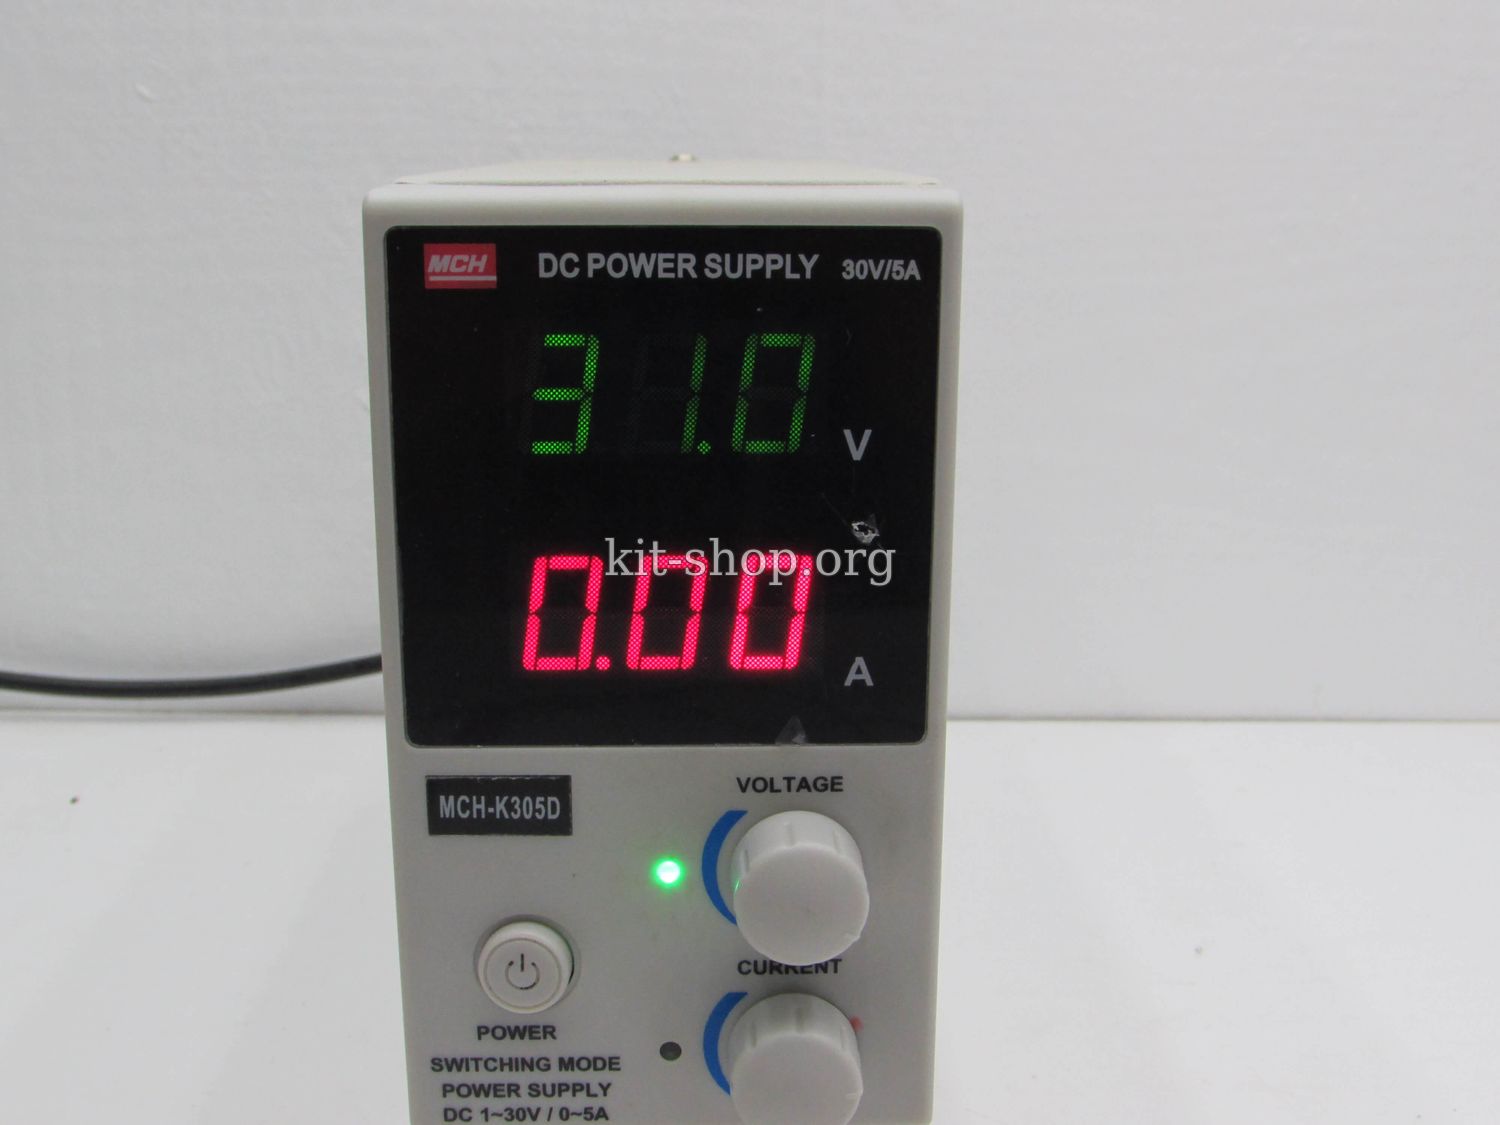 MCH DC POWER SUPPLY 30V/5A
31.0 V
kit-shop.org
0.00 A
VOLTAGE
MCH-K305D
CURRENT
POWER
SWITCHING MODE
POWER SUPPLY
DC 1~30V / 0~5A